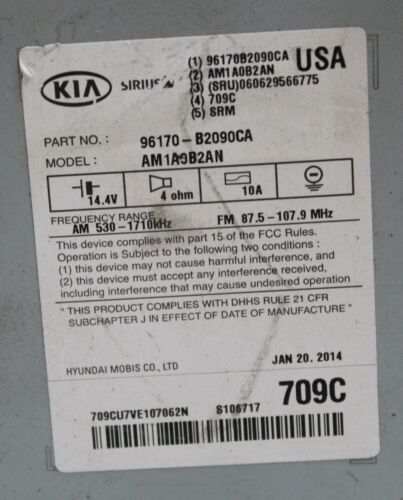 KIA SIRIUS
(1) 96170B2090CA USA
(2) AM1A0B2AN
(3) (SRU)060629566775
(4) 709C
(5) SRM
PART NO. : 96170-B2090CA
MODEL : AM1A0B2AN
14.4V 4 ohm 10A
FREQUENCY RANGE
AM 530-1710kHz FM 87.5-107.9 MHz
This device complies with part 15 of the FCC Rules.
Operation is Subject to the following two conditions :
(1) this device may not cause harmful interference, and
(2) this device must accept any interference received,
including interference that may cause undesired operation
" THIS PRODUCT COMPLIES WITH DHHS RULE 21 CFR
SUBCHAPTER J IN EFFECT OF DATE OF MANUFACTURE "
HYUNDAI MOBIS CO., LTD JAN 20. 2014
709C
709CU7VE107062N S106717